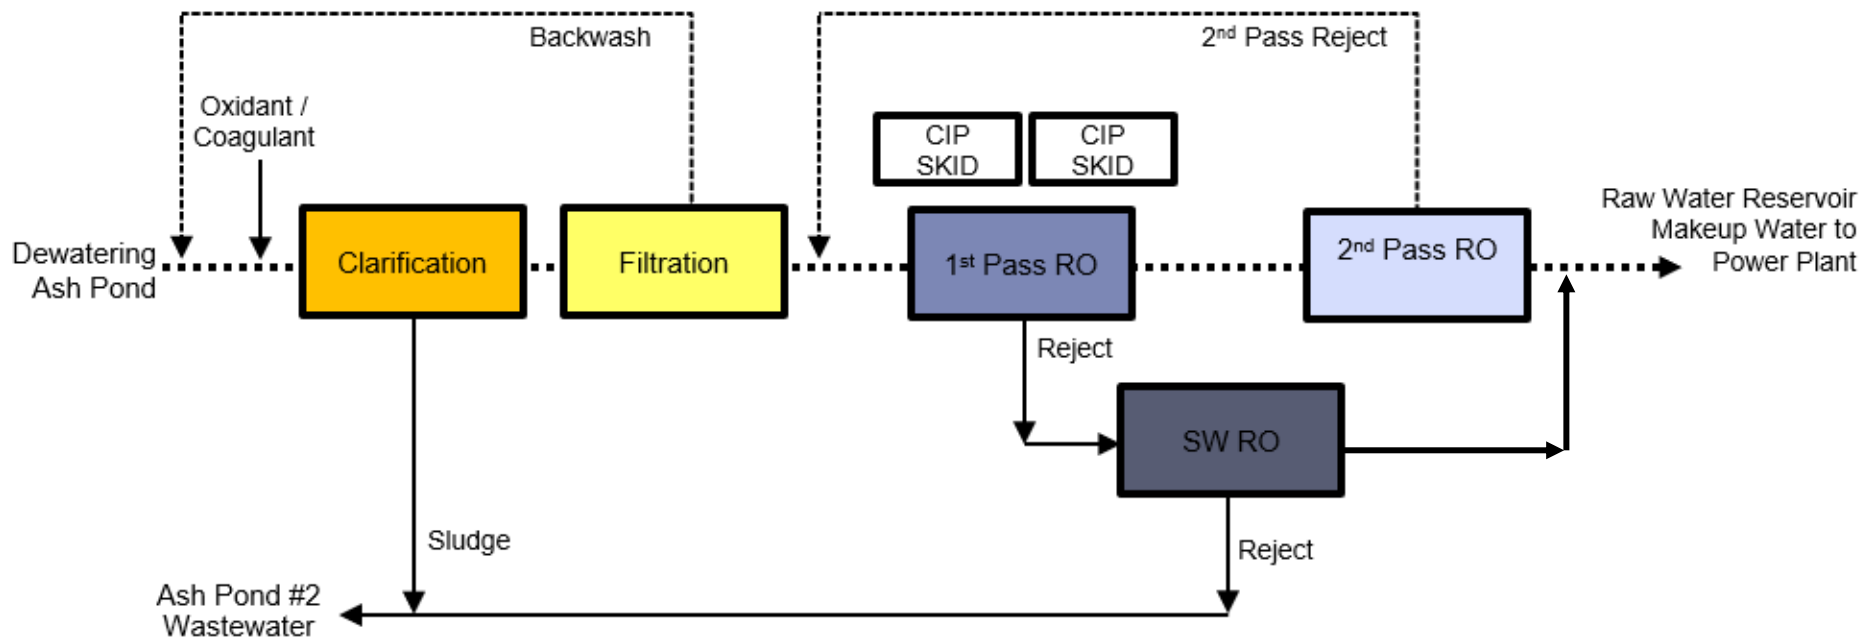 Backwash
2nd Pass Reject
Oxidant /
Coagulant
CIP
SKID
CIP
SKID
Dewatering
Ash Pond
Clarification
Filtration
1st Pass RO
2nd Pass RO
Raw Water Reservoir
Makeup Water to
Power Plant
Reject
SW RO
Sludge
Reject
Ash Pond #2
Wastewater